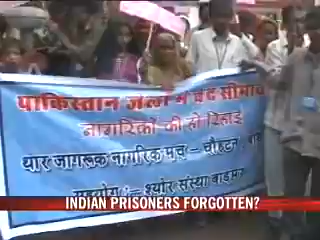 पाकिस्तान जेलों में बंद सीमांत
नागरिकों की हो रिहाई
थार जागरूक नागरिक मंच - चौहटन, बाड़
सहयोग :- श्योर संस्था बाड़मेर
INDIAN PRISONERS FORGOTTEN?